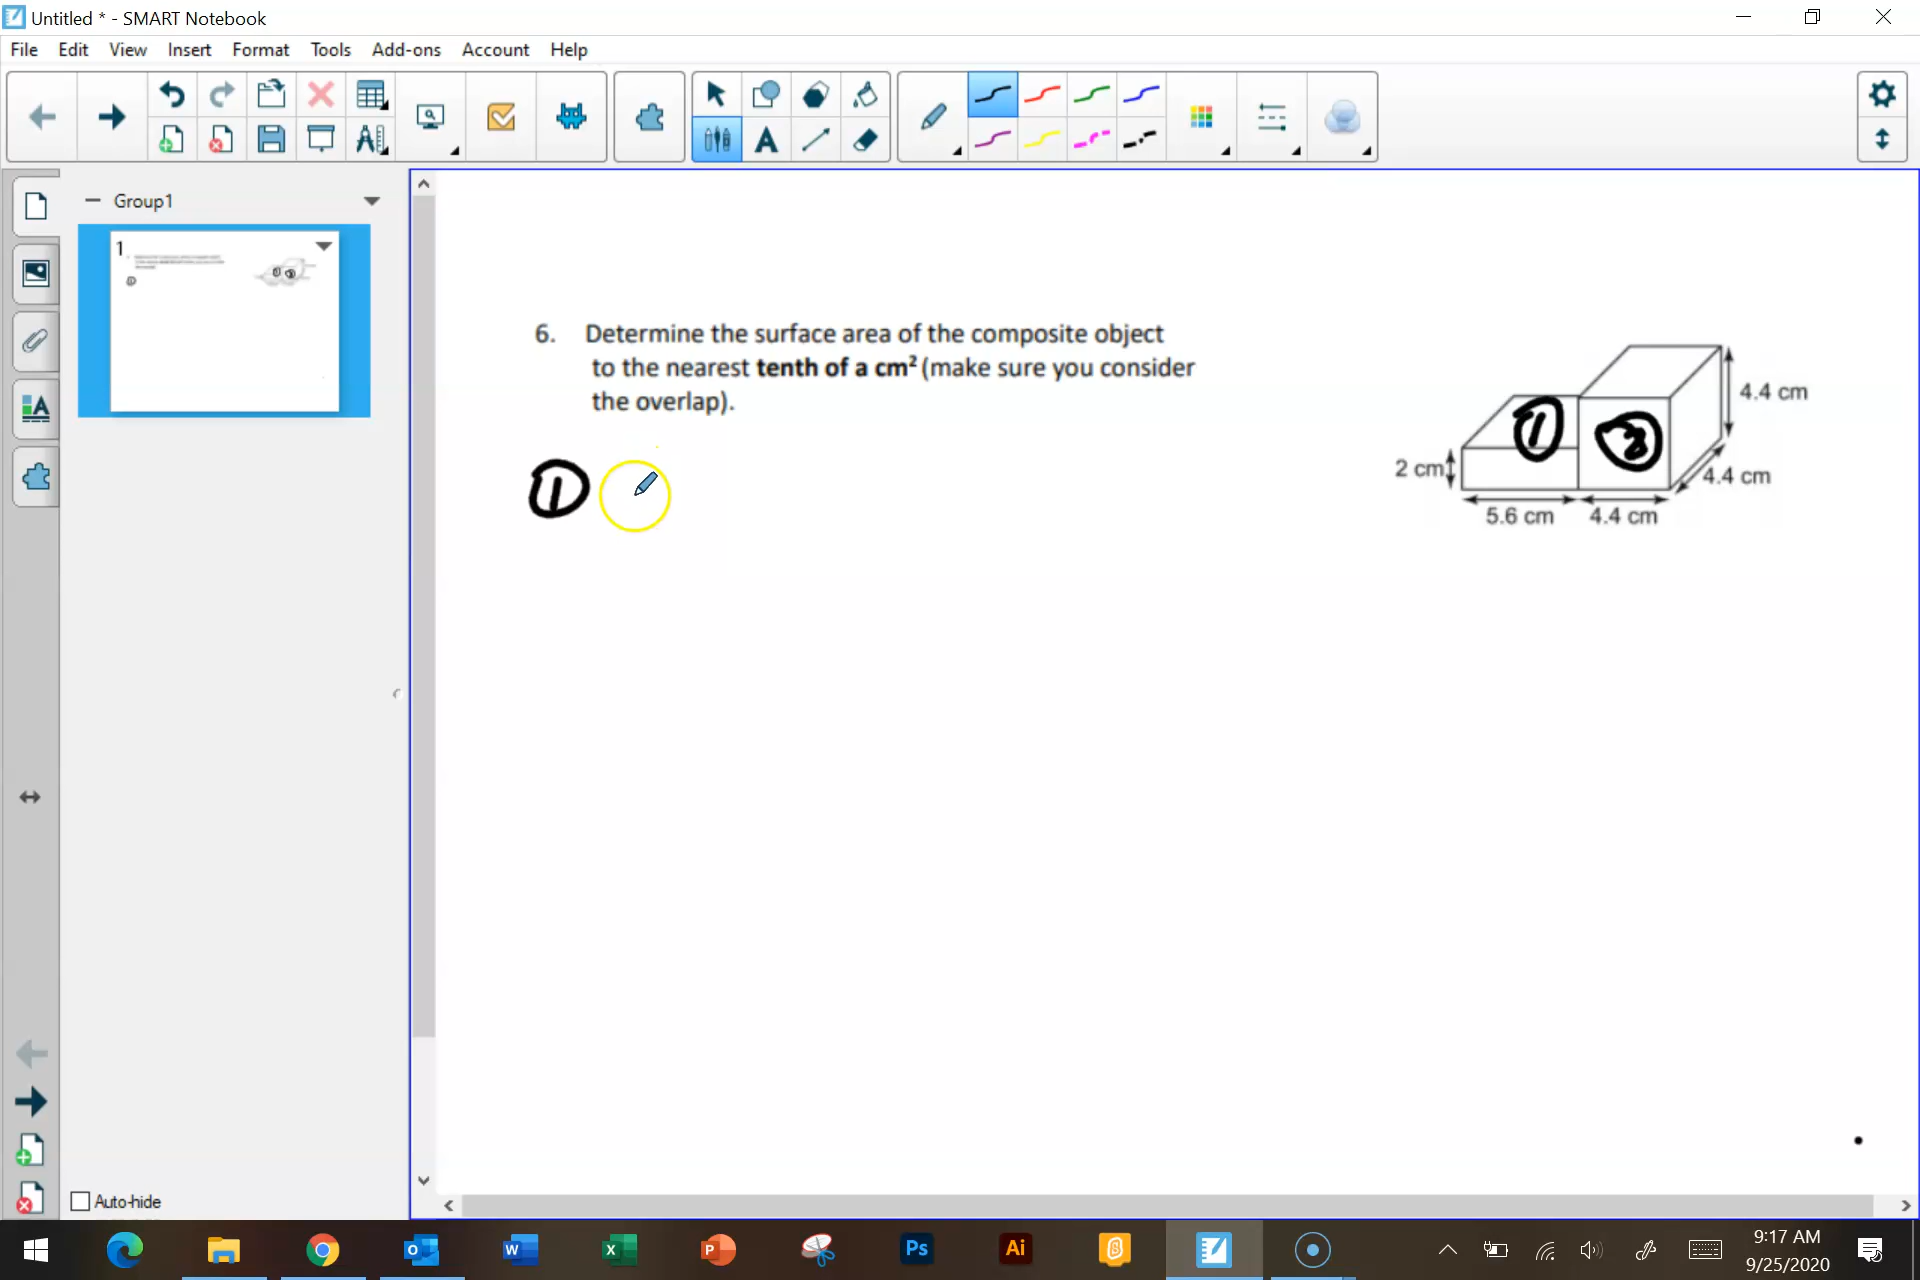 Untitled * - SMART Notebook
File Edit View Insert Format Tools Add-ons Account Help
Group1
1
6. Determine the surface area of the composite object
to the nearest tenth of a cm² (make sure you consider
the overlap).
1
1 2
4.4 cm
2 cm
4.4 cm
5.6 cm 4.4 cm
Auto-hide
9:17 AM
9/25/2020